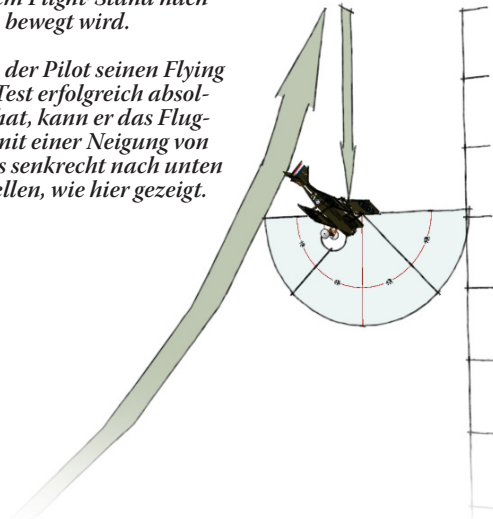 em Flight-Stand nach
bewegt wird.
der Pilot seinen Flying
Test erfolgreich absol-
hat, kann er das Flug-
mit einer Neigung von
s senkrecht nach unten
ellen, wie hier gezeigt.